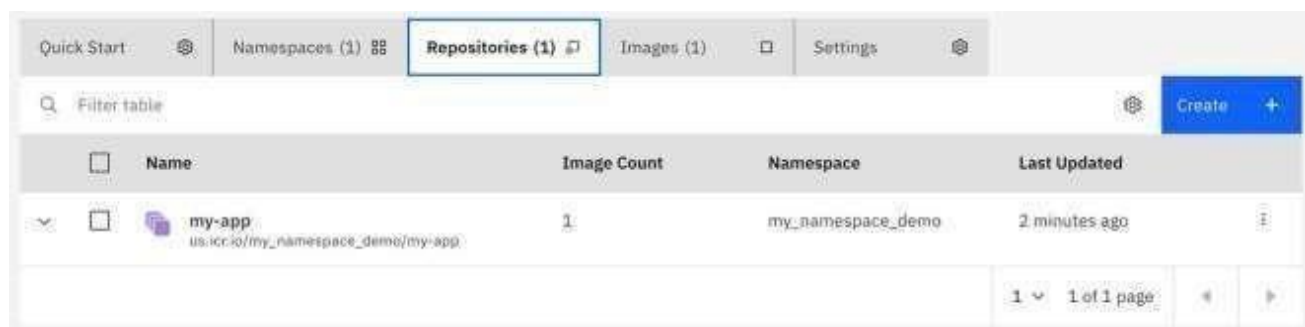 Quick Start Namespaces (1) Repositories (1) Images (1) Settings
Filter table Create +
Name Image Count Namespace Last Updated
my-app 1 my_namespace_demo 2 minutes ago
us.icr.io/my_namespace_demo/my-app
1 1 of 1 page